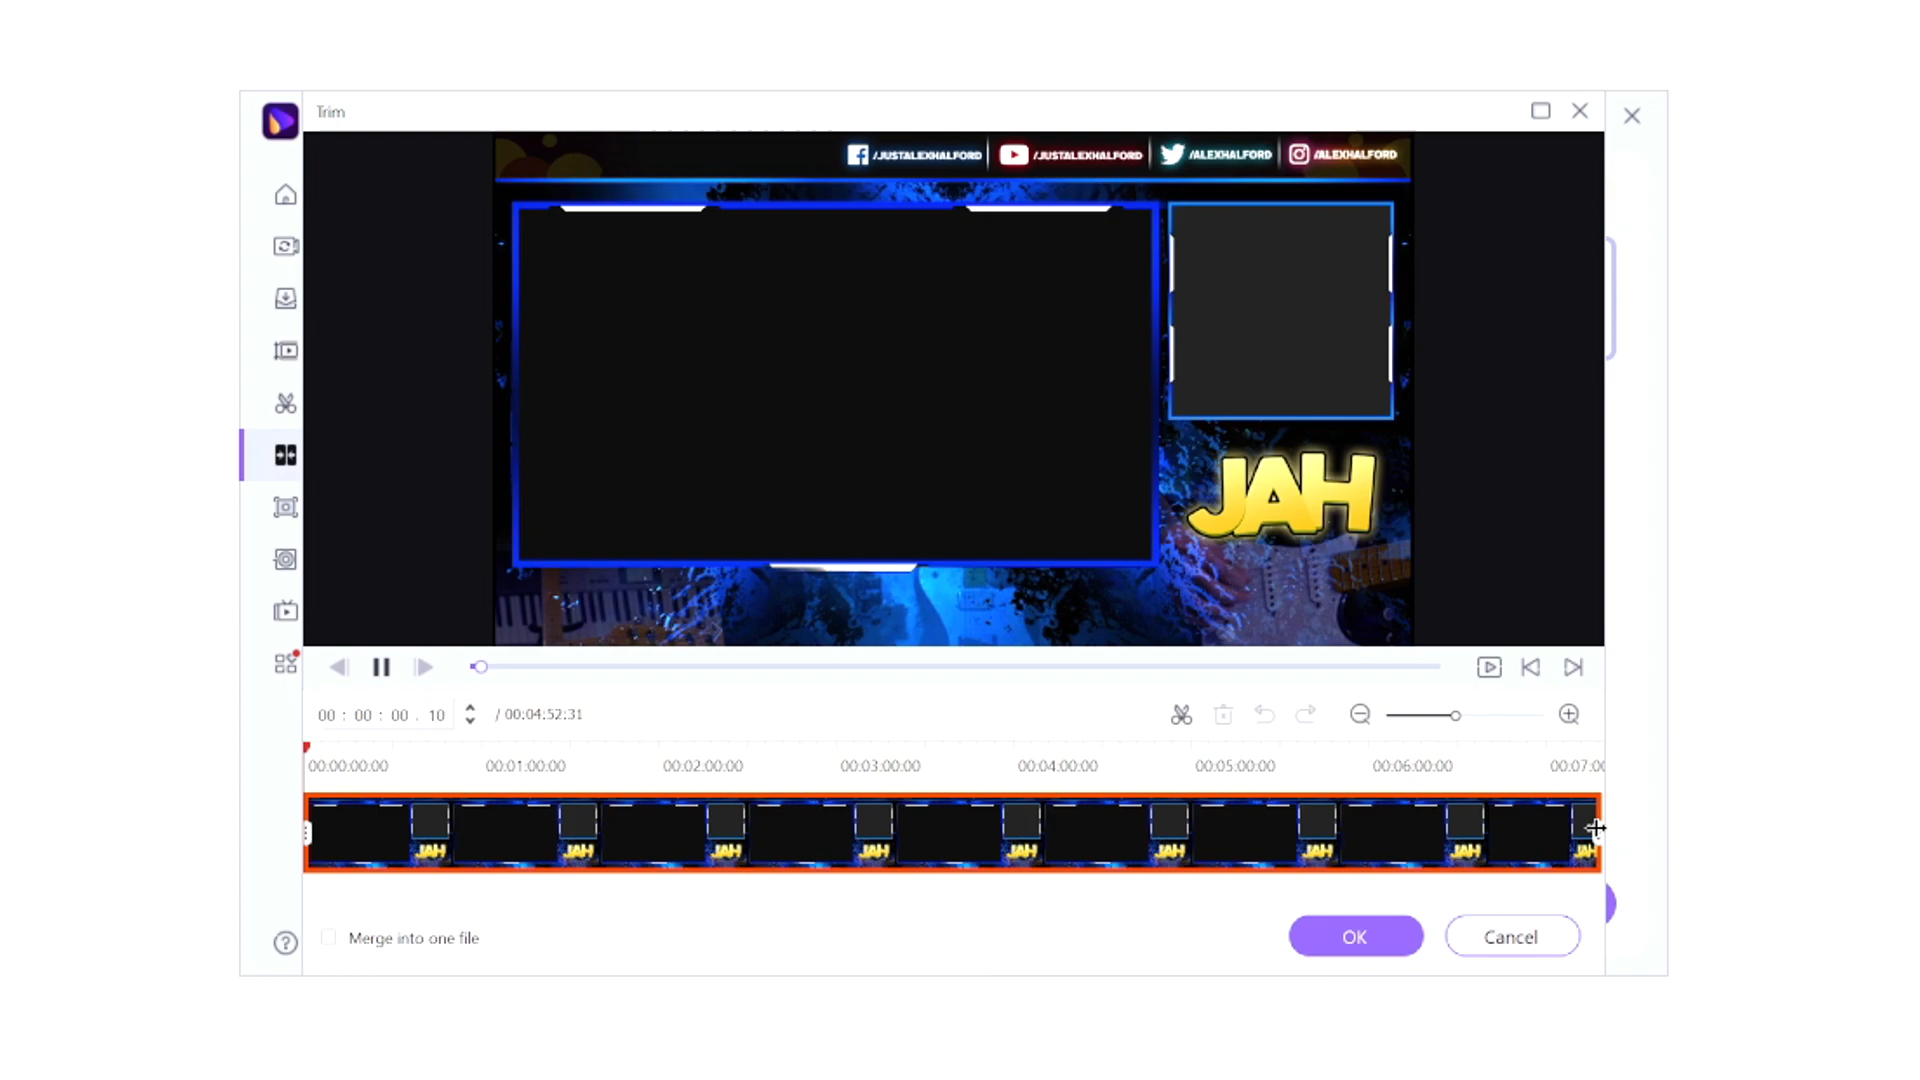 Trim
/JUSTALEXHALFORD /JUSTALEXHALFORD /ALEXHALFORD /ALEXHALFORD
JAH
00 : 00 : 00 . 10 / 00:04:52:31
00:00:00:00 00:01:00:00 00:02:00:00 00:03:00:00 00:04:00:00 00:05:00:00 00:06:00:00 00:07:00
JAH JAH JAH JAH JAH JAH JAH JAH JAH
Merge into one file
OK Cancel